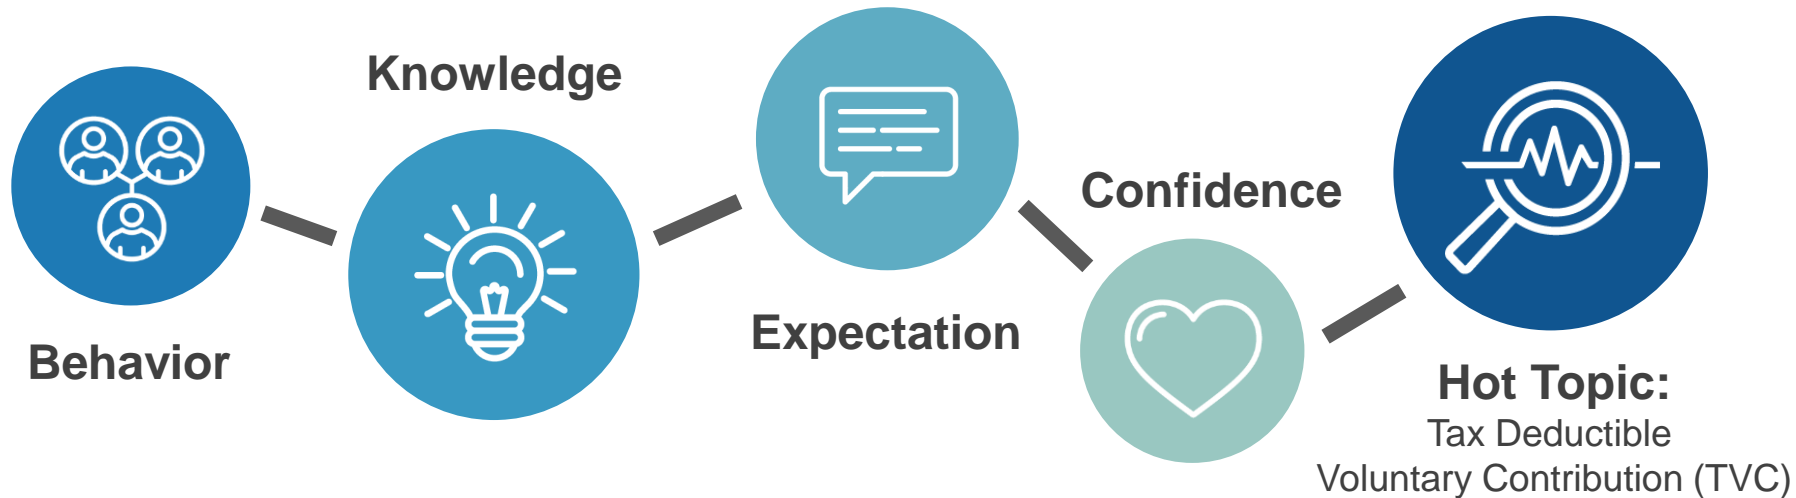 Behavior
Knowledge
Expectation
Confidence
Hot Topic:
Tax Deductible
Voluntary Contribution (TVC)